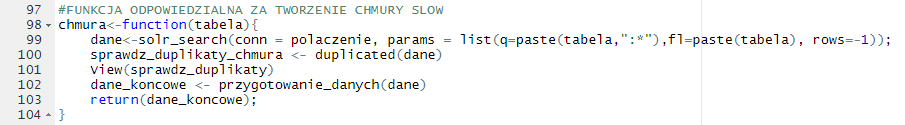 97 #FUNKCJA ODPOWIEDZIALNA ZA TWORZENIE CHMURY SLOW
98 chmura<-function(tabela){
99 dane<-solr_search(conn = polaczenie, params = list(q=paste(tabela,":*"),fl=paste(tabela), rows=-1));
100 sprawdz_duplikaty_chmura <- duplicated(dane)
101 View(sprawdz_duplikaty)
102 dane_koncowe <- przygotowanie_danych(dane)
103 return(dane_koncowe);
104 }